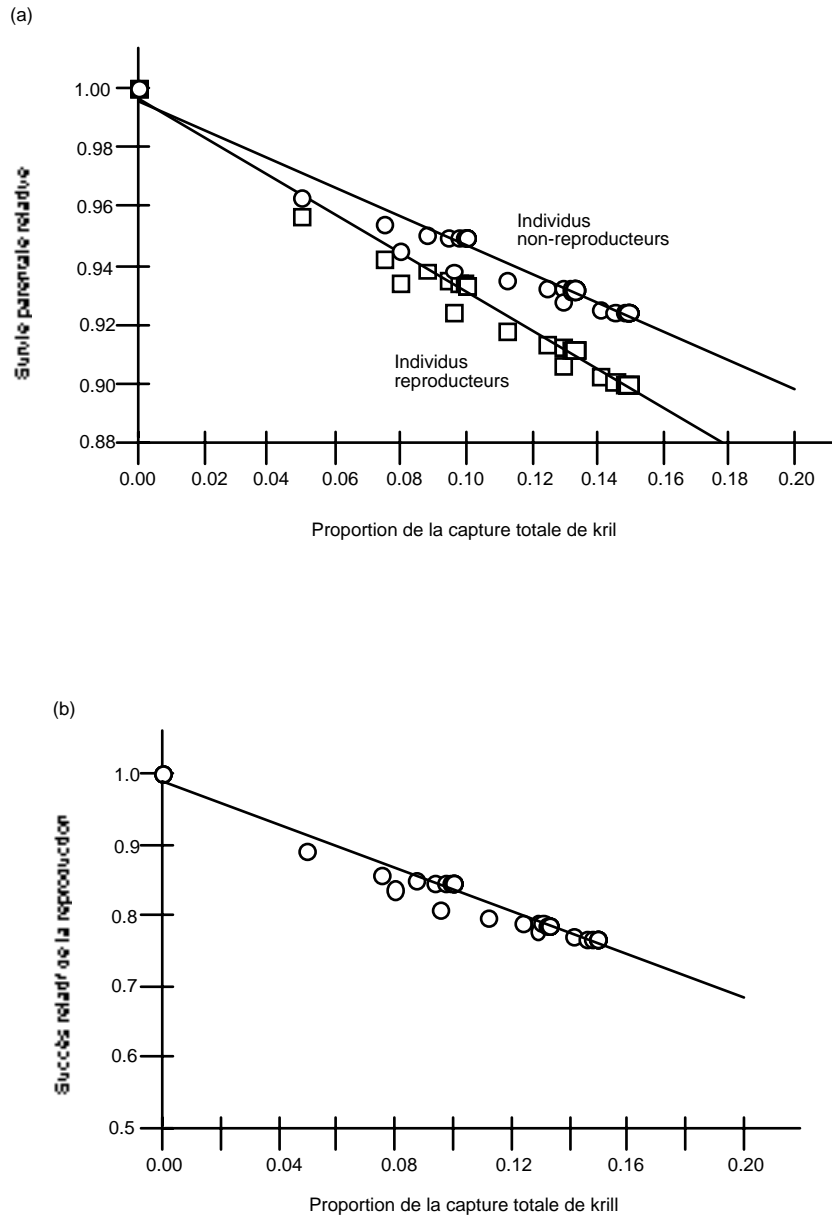 (a)
1.00
0.98
0.96
0.94
0.92
0.90
0.88
Survie parentale relative
Individus
non-reproducteurs
Individus
reproducteurs
0.00 0.02 0.04 0.06 0.08 0.10 0.12 0.14 0.16 0.18 0.20
Proportion de la capture totale de kril
(b)
1.0
0.9
0.8
0.7
0.6
0.5
Succès relatif de la reproduction
0.00 0.04 0.08 0.12 0.16 0.20
Proportion de la capture totale de krill